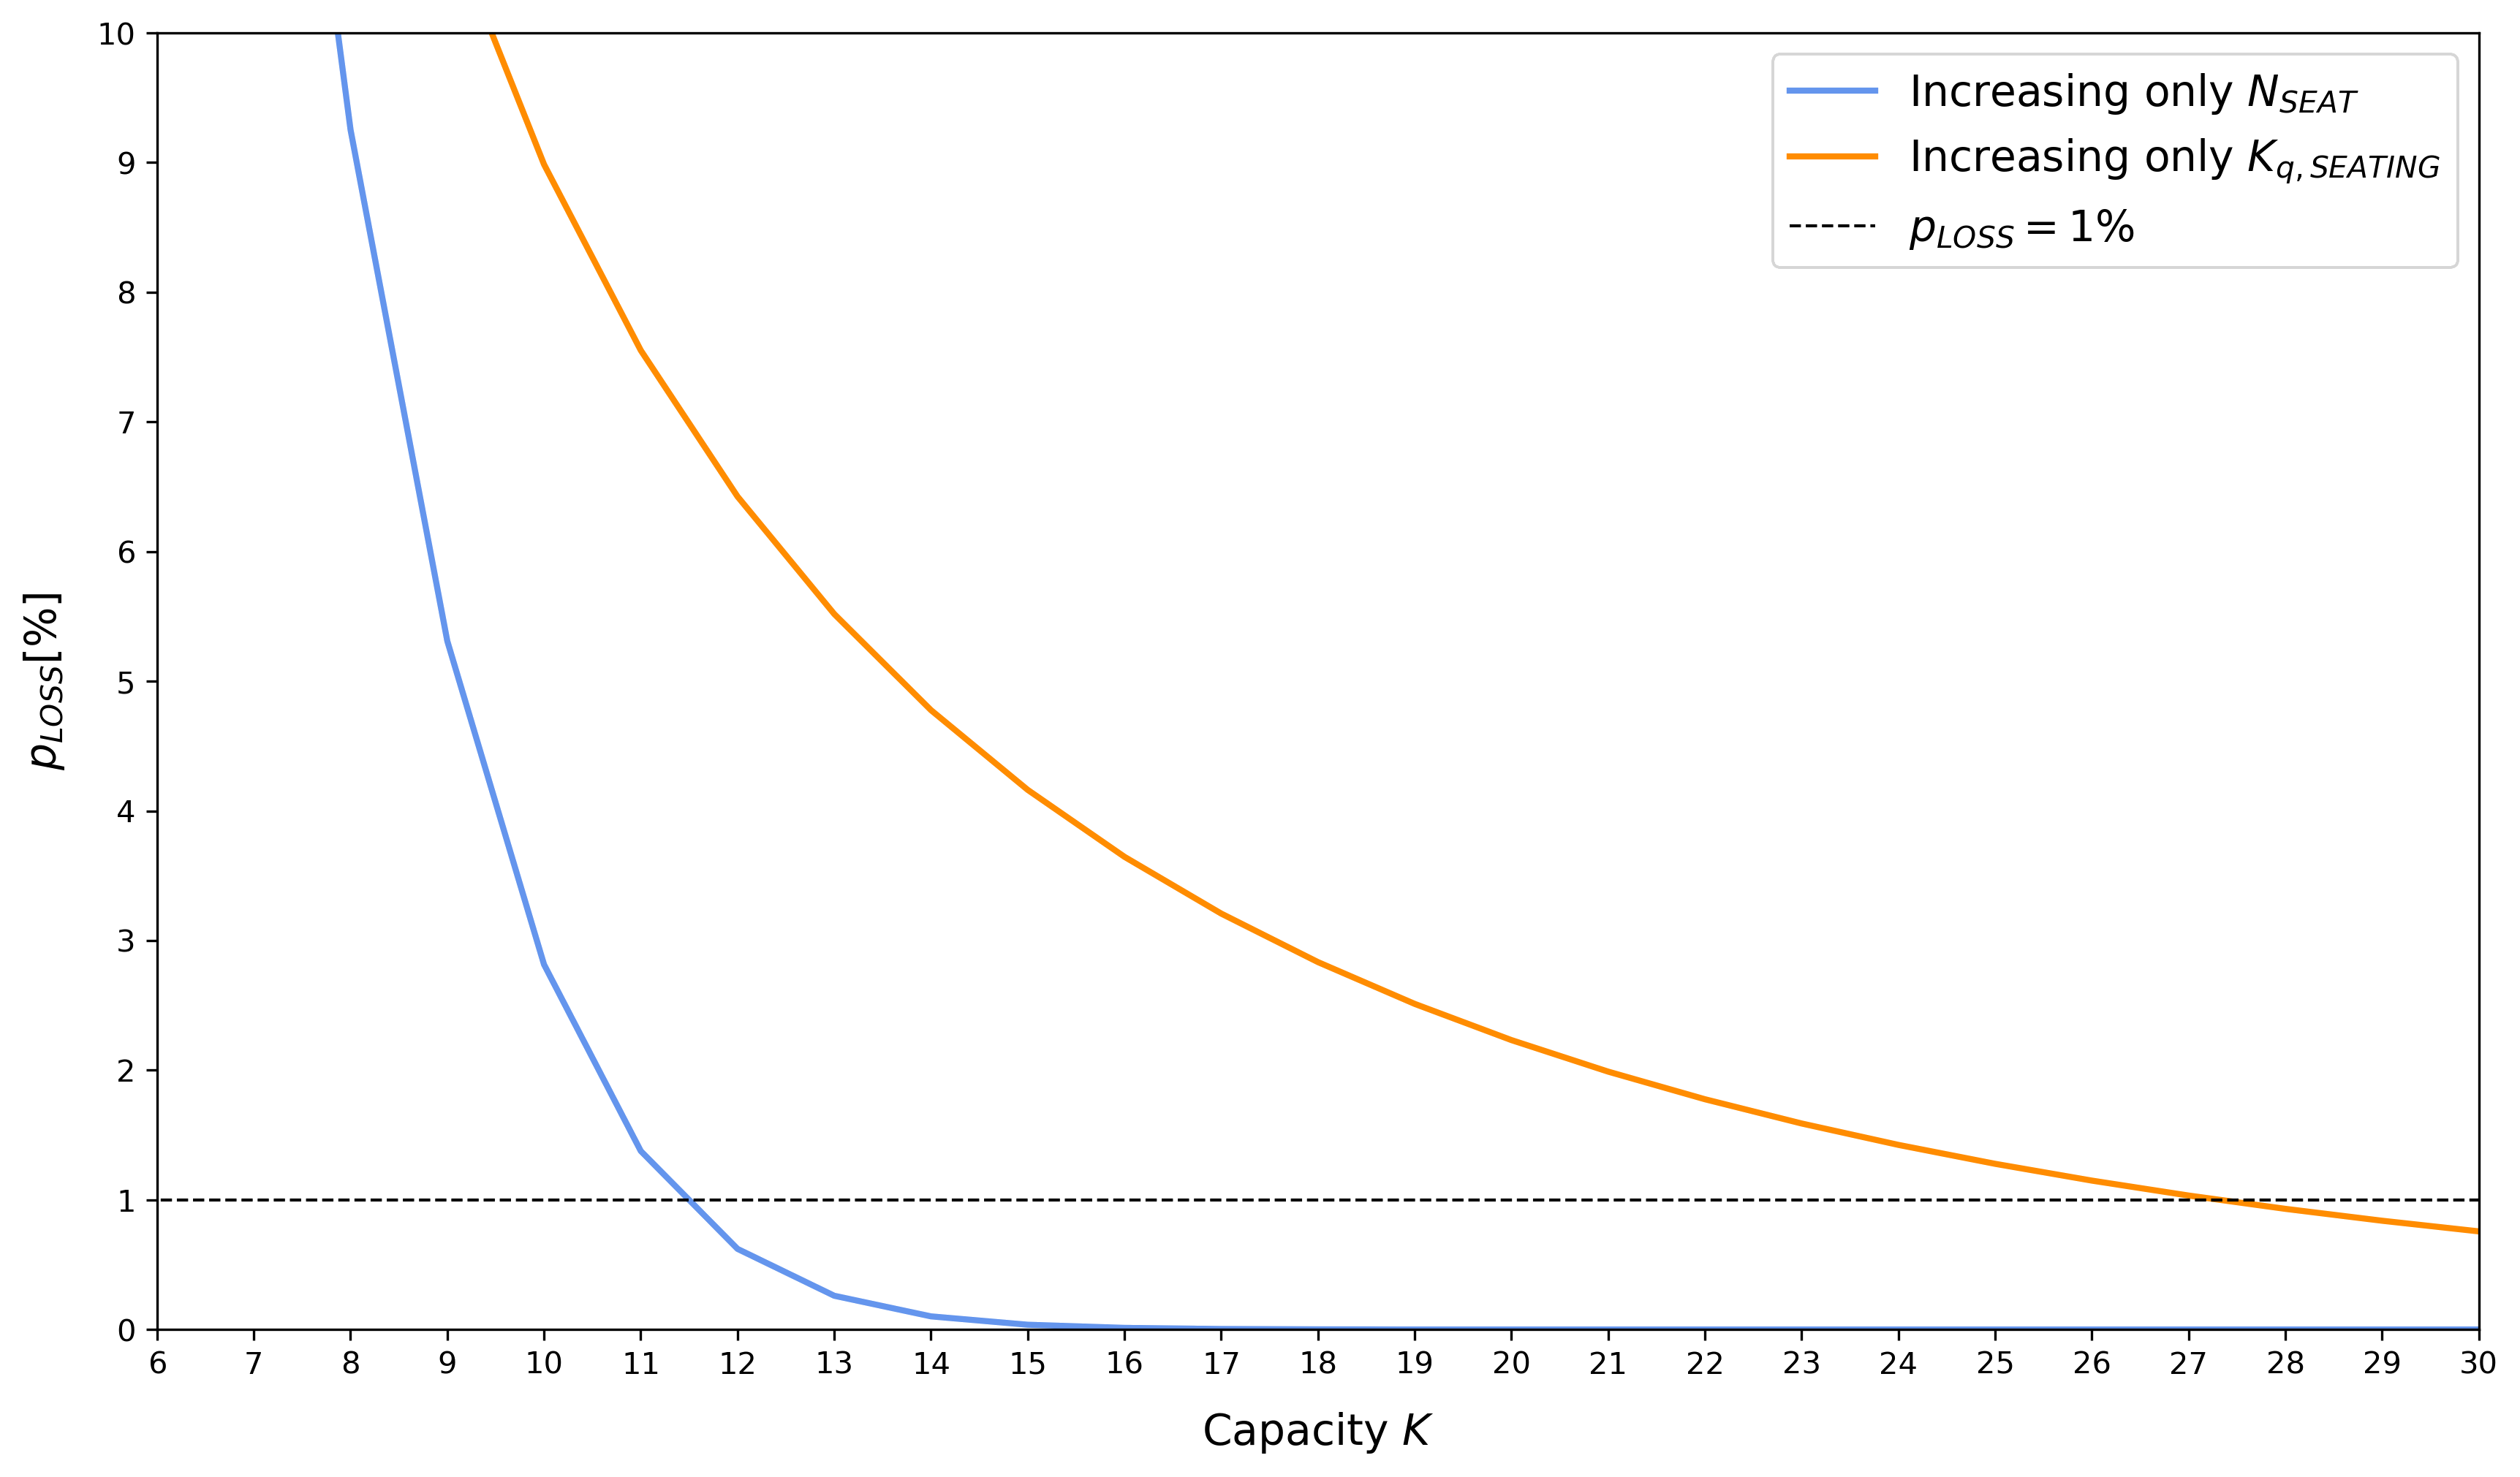 10
9
8
7
6
5
4
3
2
1
0
p_LOSS[%]
Increasing only N_SEAT
Increasing only K_q, SEATING
p_LOSS = 1%
6 7 8 9 10 11 12 13 14 15 16 17 18 19 20 21 22 23 24 25 26 27 28 29 30
Capacity K